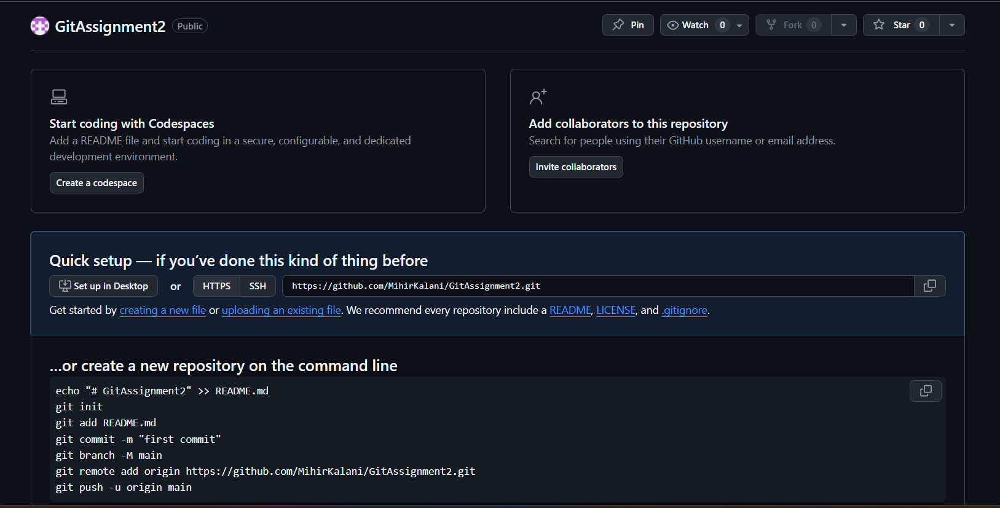 GitAssignment2 Public
Pin
Watch 0
Fork 0
Star 0
Start coding with Codespaces
Add a README file and start coding in a secure, configurable, and dedicated
development environment.
Create a codespace
Add collaborators to this repository
Search for people using their GitHub username or email address.
Invite collaborators
Quick setup — if you’ve done this kind of thing before
Set up in Desktop or HTTPS SSH https://github.com/MihirKalani/GitAssignment2.git
Get started by creating a new file or uploading an existing file. We recommend every repository include a README, LICENSE, and .gitignore.
…or create a new repository on the command line
echo "# GitAssignment2" >> README.md
git init
git add README.md
git commit -m "first commit"
git branch -M main
git remote add origin https://github.com/MihirKalani/GitAssignment2.git
git push -u origin main